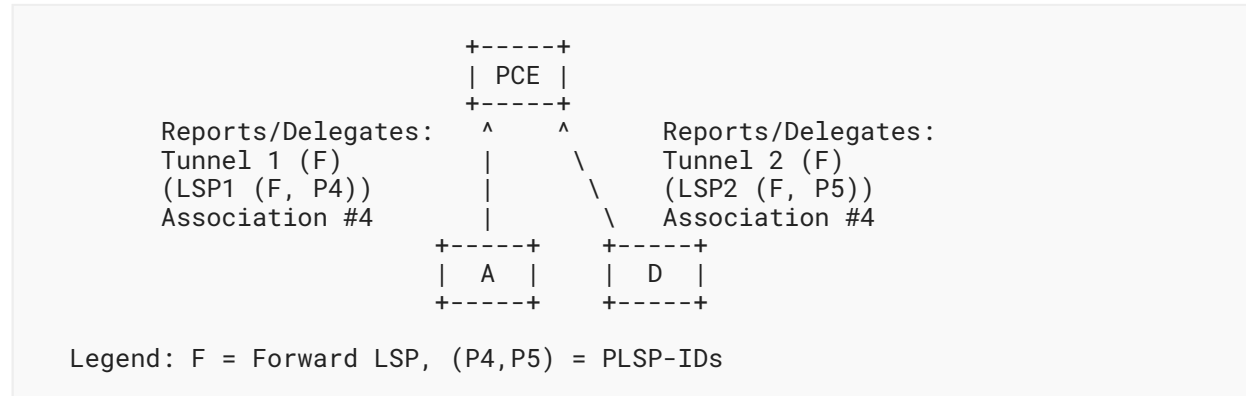 +-----+
                          | PCE |
                          +-----+
      Reports/Delegates:   ^    ^      Reports/Delegates:
      Tunnel 1 (F)         |     \     Tunnel 2 (F)
      (LSP1 (F, P4))       |      \    (LSP2 (F, P5))
      Association #4       |       \   Association #4
                        +-----+    +-----+
                        |  A  |    |  D  |
                        +-----+    +-----+

Legend: F = Forward LSP, (P4,P5) = PLSP-IDs